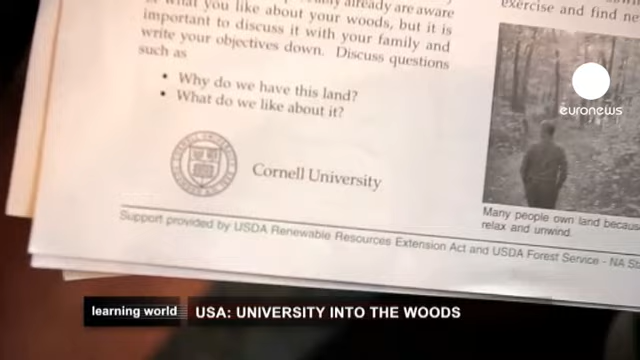 already are aware
what you like about your woods, but it is
important to discuss it with your family and
write your objectives down. Discuss questions
such as
• Why do we have this land?
• What do we like about it?
Cornell University
exercise and find
euronews
Many people own land
relax and unwind.
Support provided by USDA Renewable Resources Extension Act and USDA Forest Service - NA
learning world
USA: UNIVERSITY INTO THE WOODS